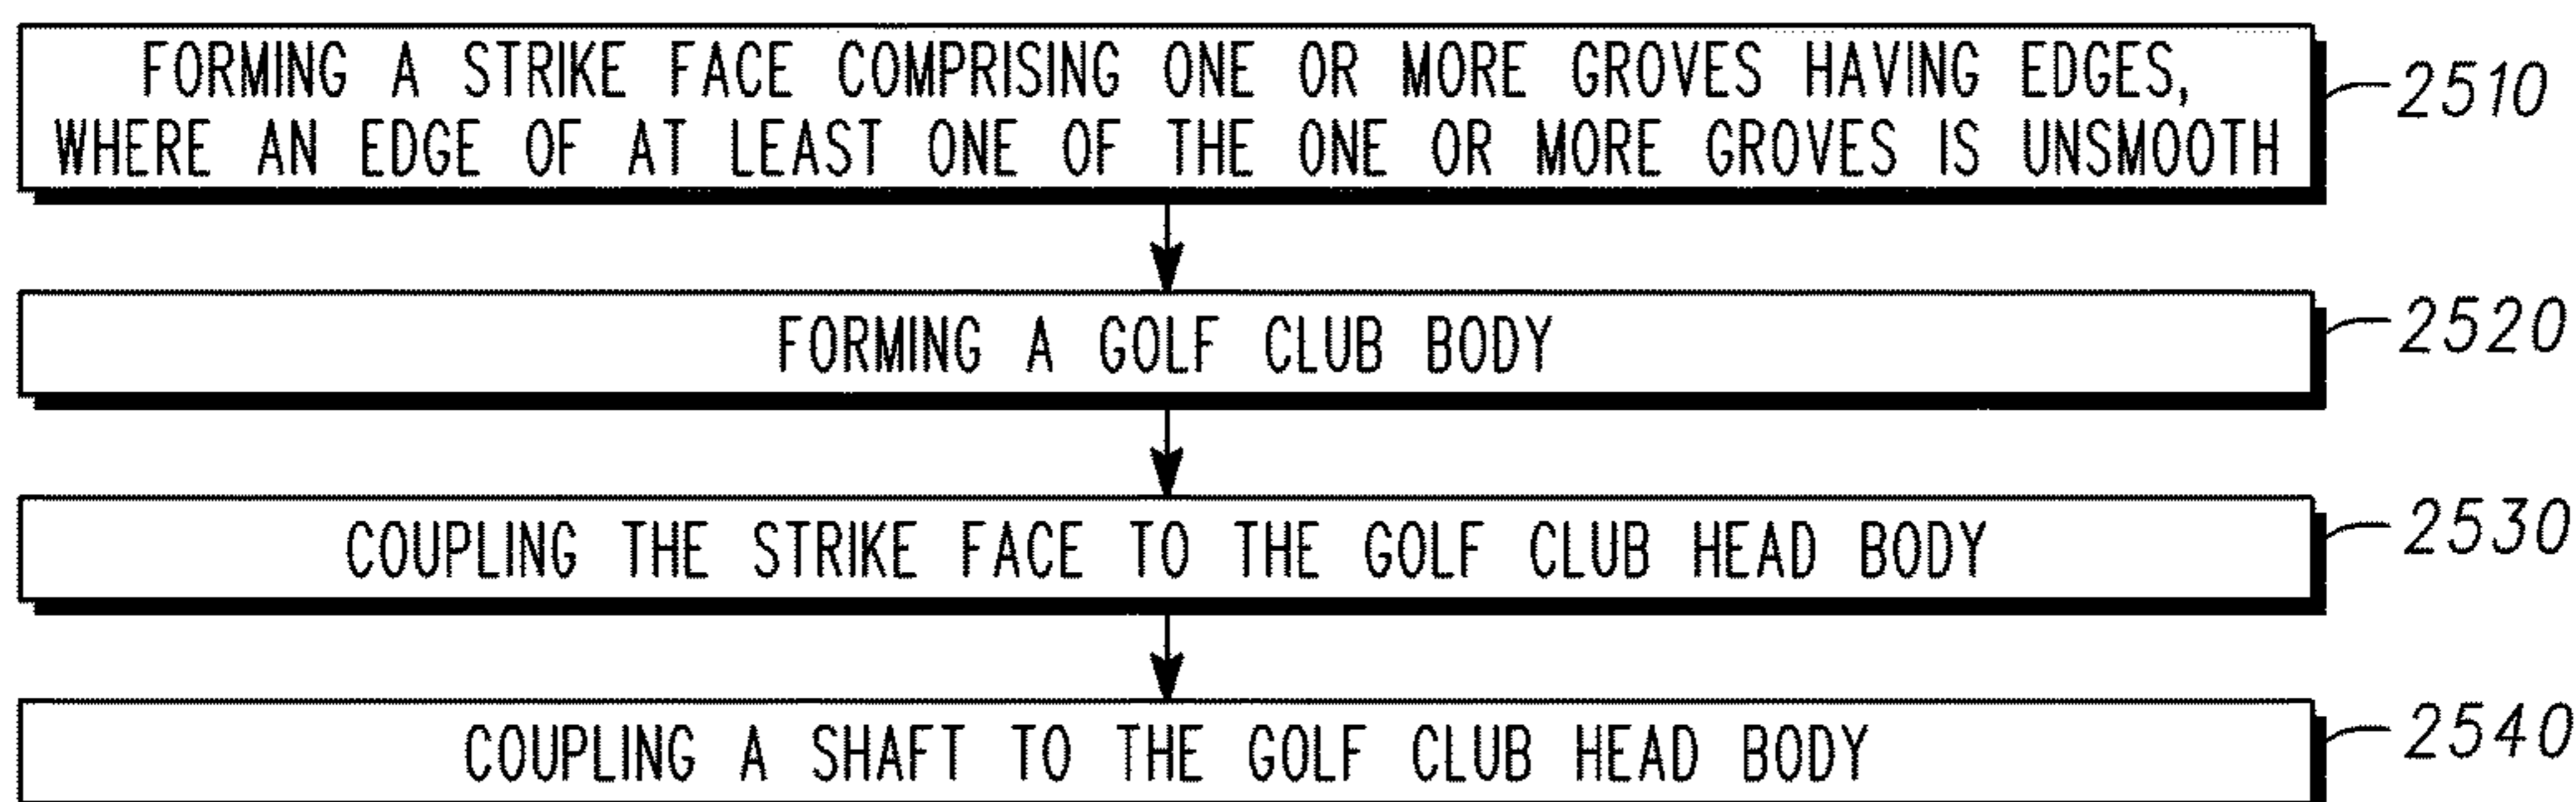 FORMING A STRIKE FACE COMPRISING ONE OR MORE GROVES HAVING EDGES,
WHERE AN EDGE OF AT LEAST ONE OF THE ONE OR MORE GROVES IS UNSMOOTH
2510
FORMING A GOLF CLUB BODY
2520
COUPLING THE STRIKE FACE TO THE GOLF CLUB HEAD BODY
2530
COUPLING A SHAFT TO THE GOLF CLUB HEAD BODY
2540